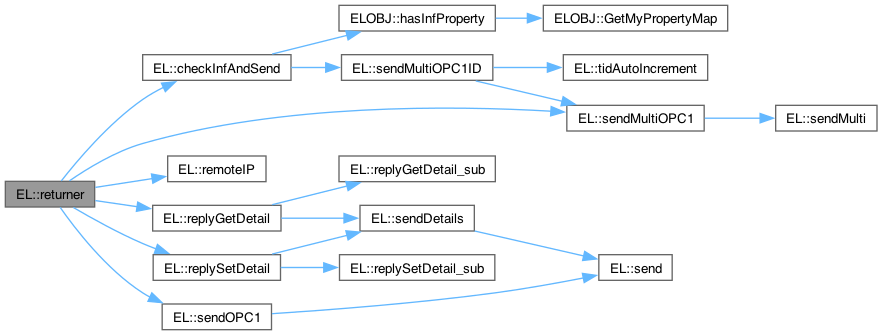 ELOBJ::hasInfProperty
ELOBJ::GetMyPropertyMap
EL::checkInfAndSend
EL::sendMultiOPC1ID
EL::tidAutoIncrement
EL::sendMultiOPC1
EL::sendMulti
EL::returner
EL::remoteIP
EL::replyGetDetail_sub
EL::replyGetDetail
EL::sendDetails
EL::replySetDetail
EL::replySetDetail_sub
EL::send
EL::sendOPC1